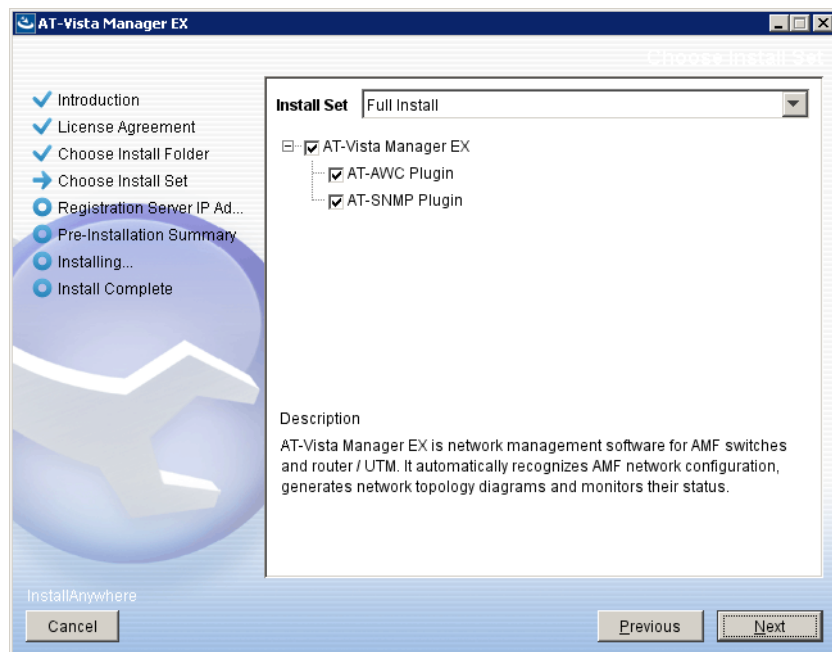 AT-Vista Manager EX
Choose Install Set
Introduction
License Agreement
Choose Install Folder
Choose Install Set
Registration Server IP Ad...
Pre-Installation Summary
Installing...
Install Complete
Install Set Full Install
AT-Vista Manager EX
AT-AWC Plugin
AT-SNMP Plugin
Description
AT-Vista Manager EX is network management software for AMF switches
and router / UTM. It automatically recognizes AMF network configuration,
generates network topology diagrams and monitors their status.
InstallAnywhere
Cancel
Previous
Next